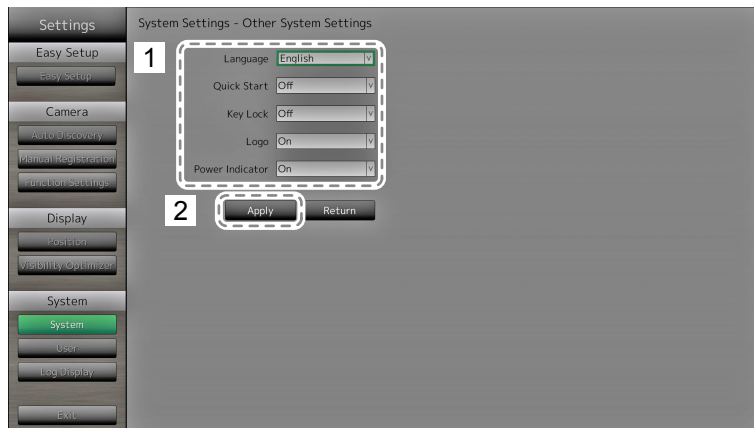 Settings
Easy Setup
Easy Setup
Camera
Auto Discovery
Manual Registration
Function Settings
Display
Position
Visibility Optimizer
System
System
User
Log Display
Exit
System Settings - Other System Settings
1
Language English
Quick Start Off
Key Lock Off
Logo On
Power Indicator On
2
Apply Return